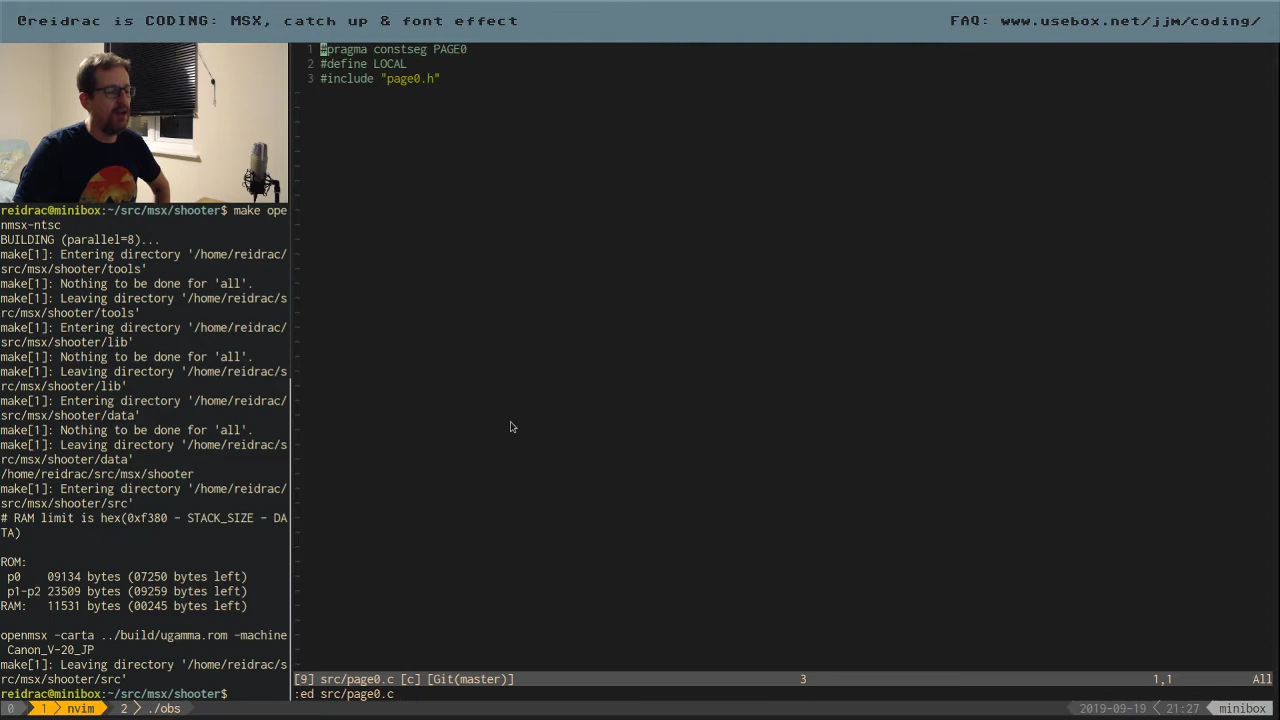 @reidrac is CODING: MSX, catch up & font effect
FAQ: www.usebox.net/jjm/coding/
reidrac@minibox:~/src/msx/shooter$ make ope
nmsx-ntsc
BUILDING (parallel=8)...
make[1]: Entering directory '/home/reidrac/
src/msx/shooter/tools'
make[1]: Nothing to be done for 'all'.
make[1]: Leaving directory '/home/reidrac/s
rc/msx/shooter/tools'
make[1]: Entering directory '/home/reidrac/
src/msx/shooter/lib'
make[1]: Nothing to be done for 'all'.
make[1]: Leaving directory '/home/reidrac/s
rc/msx/shooter/lib'
make[1]: Entering directory '/home/reidrac/
src/msx/shooter/data'
make[1]: Nothing to be done for 'all'.
make[1]: Leaving directory '/home/reidrac/s
rc/msx/shooter/data'
/home/reidrac/src/msx/shooter
make[1]: Entering directory '/home/reidrac/
src/msx/shooter/src'
# RAM limit is hex(0xf380 - STACK_SIZE - DA
TA)
ROM:
p0 09134 bytes (07250 bytes left)
p1-p2 23509 bytes (09259 bytes left)
RAM: 11531 bytes (00245 bytes left)
openmsx -carta ../build/ugamma.rom -machine
Canon_V-20_JP
make[1]: Leaving directory '/home/reidrac/s
rc/msx/shooter/src'
reidrac@minibox:~/src/msx/shooter$
1 #pragma constseg PAGE0
2 #define LOCAL
3 #include "page0.h"
[9] src/page0.c [c] [Git(master)] 3 1,1 All
:ed src/page0.c
0 1 nvim 2 ./obs 2019-09-19 21:27 minibox